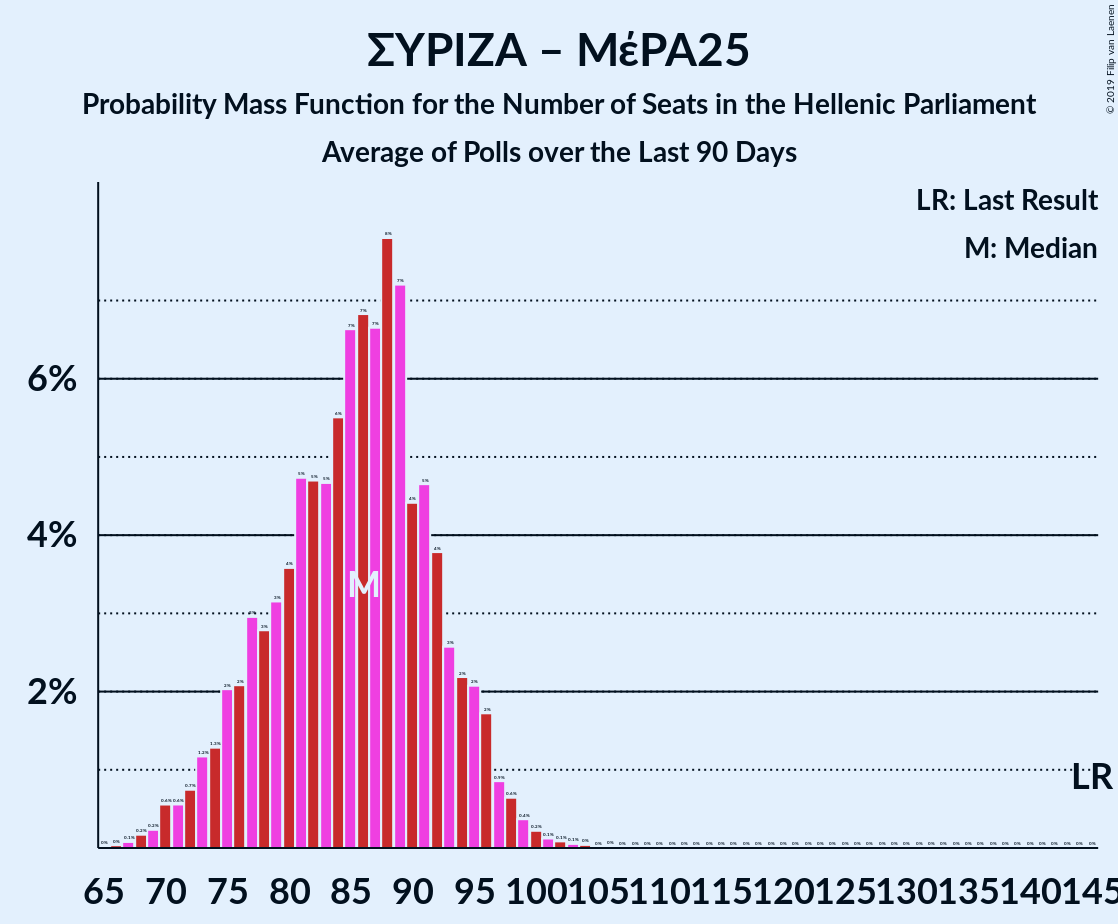 ΣΥΡΙΖΑ – ΜέΡΑ25
Probability Mass Function for the Number of Seats in the Hellenic Parliament
Average of Polls over the Last 90 Days
© 2019 Filip van Laenen
LR: Last Result
M: Median
6%
4%
2%
M
LR
65 70 75 80 85 90 95 100 105 110 115 120 125 130 135 140 145